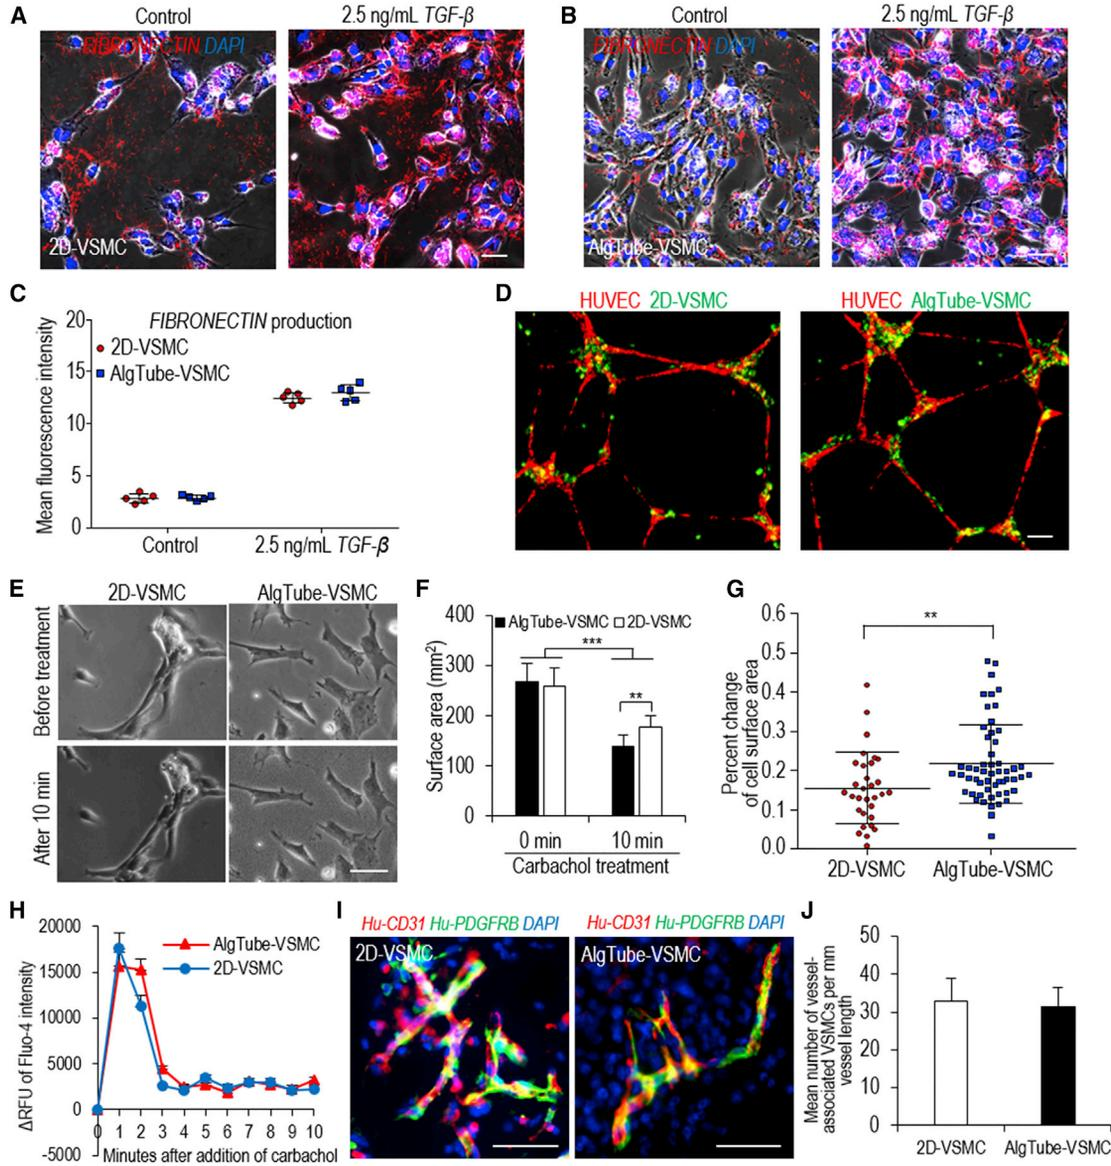 A
Control
2.5 ng/mL TGF-β
FIBRONECTIN DAPI
2D-VSMC
B
Control
2.5 ng/mL TGF-β
FIBRONECTIN DAPI
AlgTube-VSMC
C
FIBRONECTIN production
2D-VSMC
AlgTube-VSMC
Mean fluorescence intensity
20
15
10
5
0
Control
2.5 ng/mL TGF-β
D
HUVEC 2D-VSMC
HUVEC AlgTube-VSMC
E
2D-VSMC
AlgTube-VSMC
Before treatment
After 10 min
F
AlgTube-VSMC 2D-VSMC
***
**
Surface area (mm²)
400
300
200
100
0
0 min
10 min
Carbachol treatment
G
**
Percent change
of cell surface area
0.6
0.5
0.4
0.3
0.2
0.1
0.0
2D-VSMC
AlgTube-VSMC
H
AlgTube-VSMC
2D-VSMC
ΔRFU of Fluo-4 intensity
20000
15000
10000
5000
0
-5000
0 1 2 3 4 5 6 7 8 9 10
Minutes after addition of carbachol
I
Hu-CD31 Hu-PDGFRB DAPI
2D-VSMC
Hu-CD31 Hu-PDGFRB DAPI
AlgTube-VSMC
J
Mean number of vessel-
associated VSMCs per mm
vessel length
50
40
30
20
10
0
2D-VSMC
AlgTube-VSMC